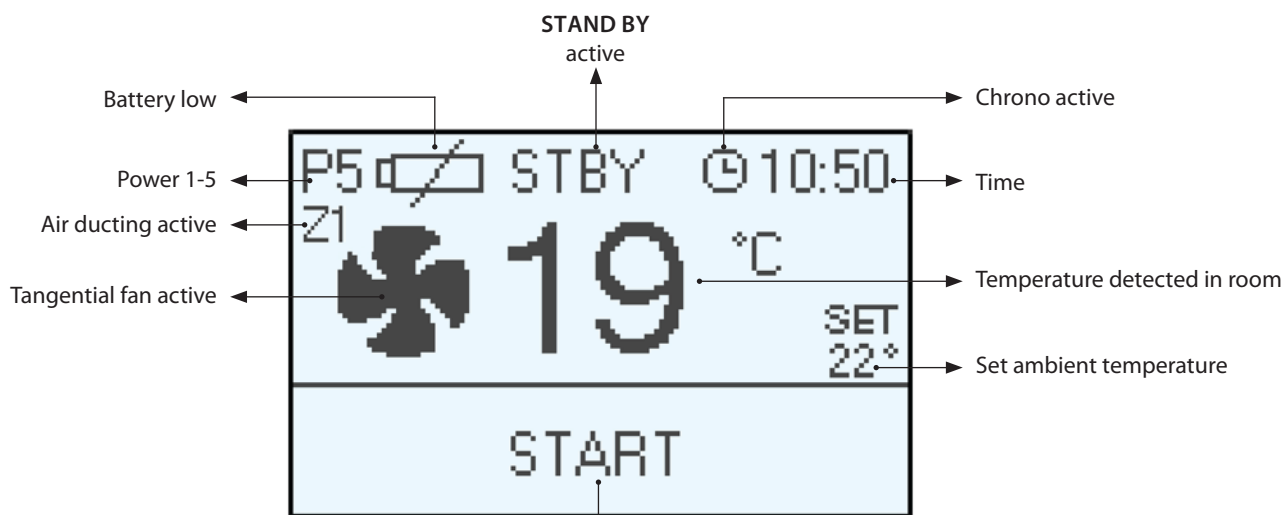 STAND BY
active
Battery low
Chrono active
P5 STBY 10:50
Power 1-5
Time
Air ducting active
Z1
19 °C
Tangential fan active
Temperature detected in room
SET
22°
Set ambient temperature
START